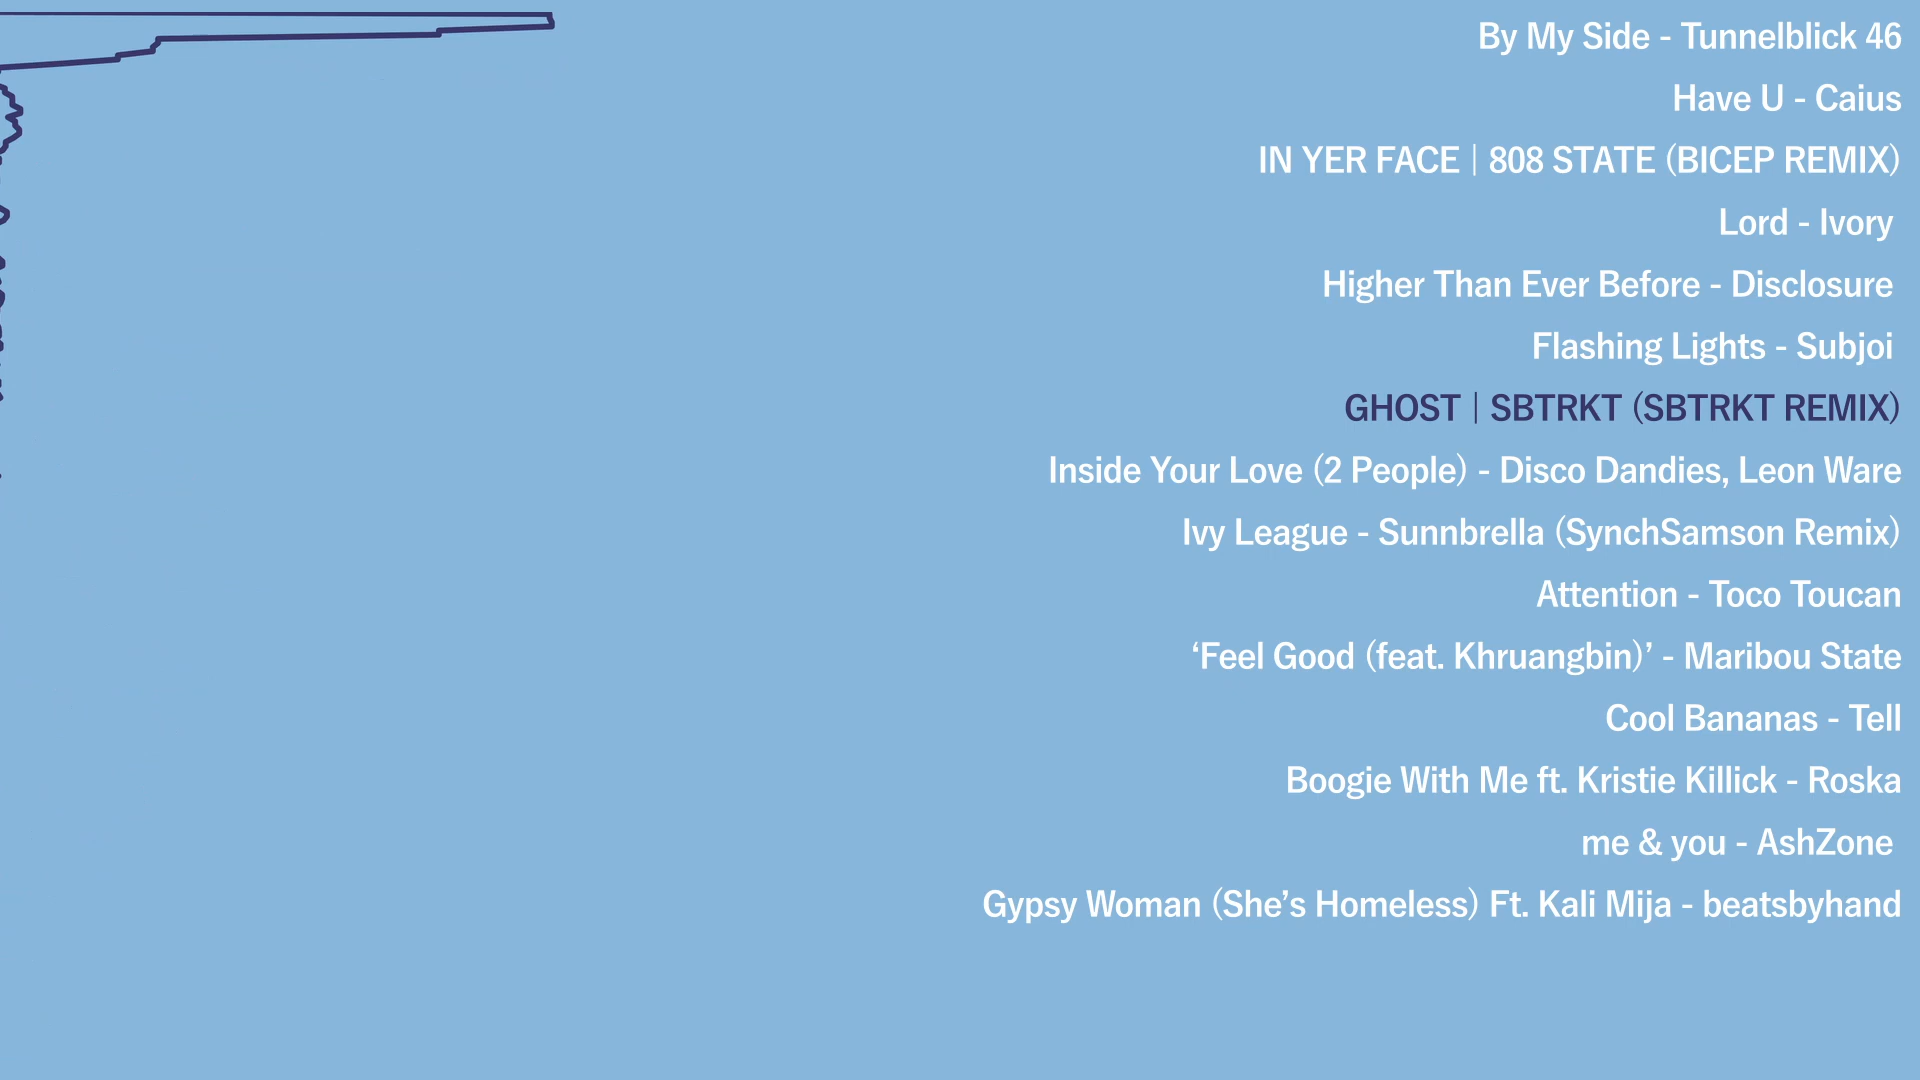 By My Side - Tunnelblick 46
Have U - Caius
IN YER FACE | 808 STATE (BICEP REMIX)
Lord - Ivory
Higher Than Ever Before - Disclosure
Flashing Lights - Subjoi
GHOST | SBTRKT (SBTRKT REMIX)
Inside Your Love (2 People) - Disco Dandies, Leon Ware
Ivy League - Sunnbrella (SynchSamson Remix)
Attention - Toco Toucan
‘Feel Good (feat. Khruangbin)’ - Maribou State
Cool Bananas - Tell
Boogie With Me ft. Kristie Killick - Roska
me & you - AshZone
Gypsy Woman (She’s Homeless) Ft. Kali Mija - beatsbyhand